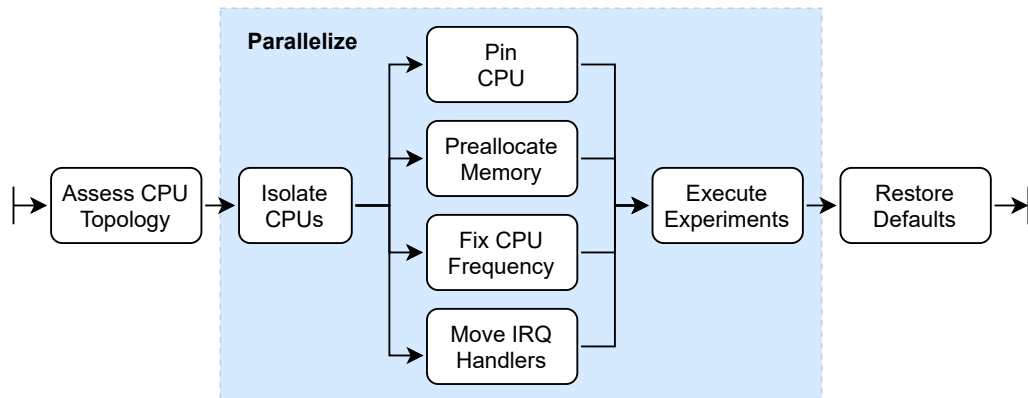 Parallelize
Assess CPU
Topology
Isolate
CPUs
Pin
CPU
Preallocate
Memory
Fix CPU
Frequency
Move IRQ
Handlers
Execute
Experiments
Restore
Defaults